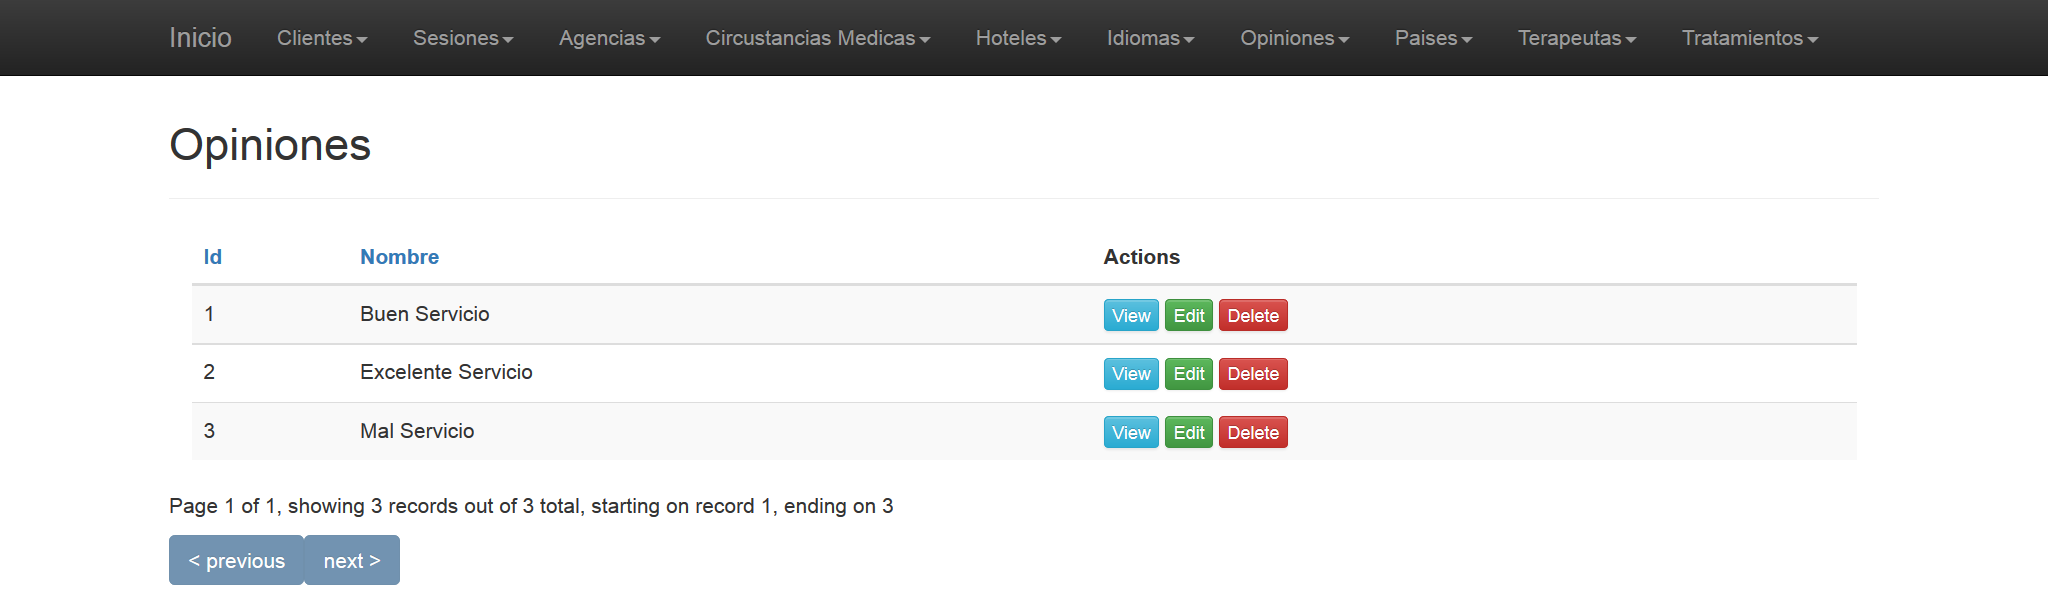 Inicio Clientes Sesiones Agencias Circustancias Medicas Hoteles Idiomas Opiniones Paises Terapeutas Tratamientos
Opiniones
Id Nombre Actions
1 Buen Servicio View Edit Delete
2 Excelente Servicio View Edit Delete
3 Mal Servicio View Edit Delete
Page 1 of 1, showing 3 records out of 3 total, starting on record 1, ending on 3
< previous next >